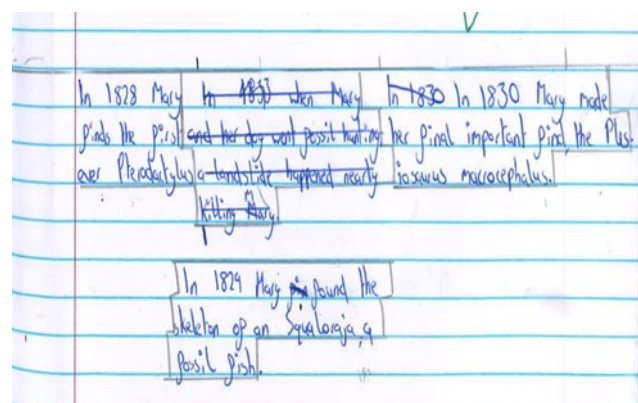 In 1828 Mary
finds the first
ever Pterodactylus
In 1833 when Mary
and her dog went fossil hunting
a landslide happened nearly
killing Mary.
In 1830 In 1830 Mary made
her final important find, the Ples-
iosaurus macrocephalus.
In 1829 Mary found the
skeleton of an Squaloraja, a
fossil fish.